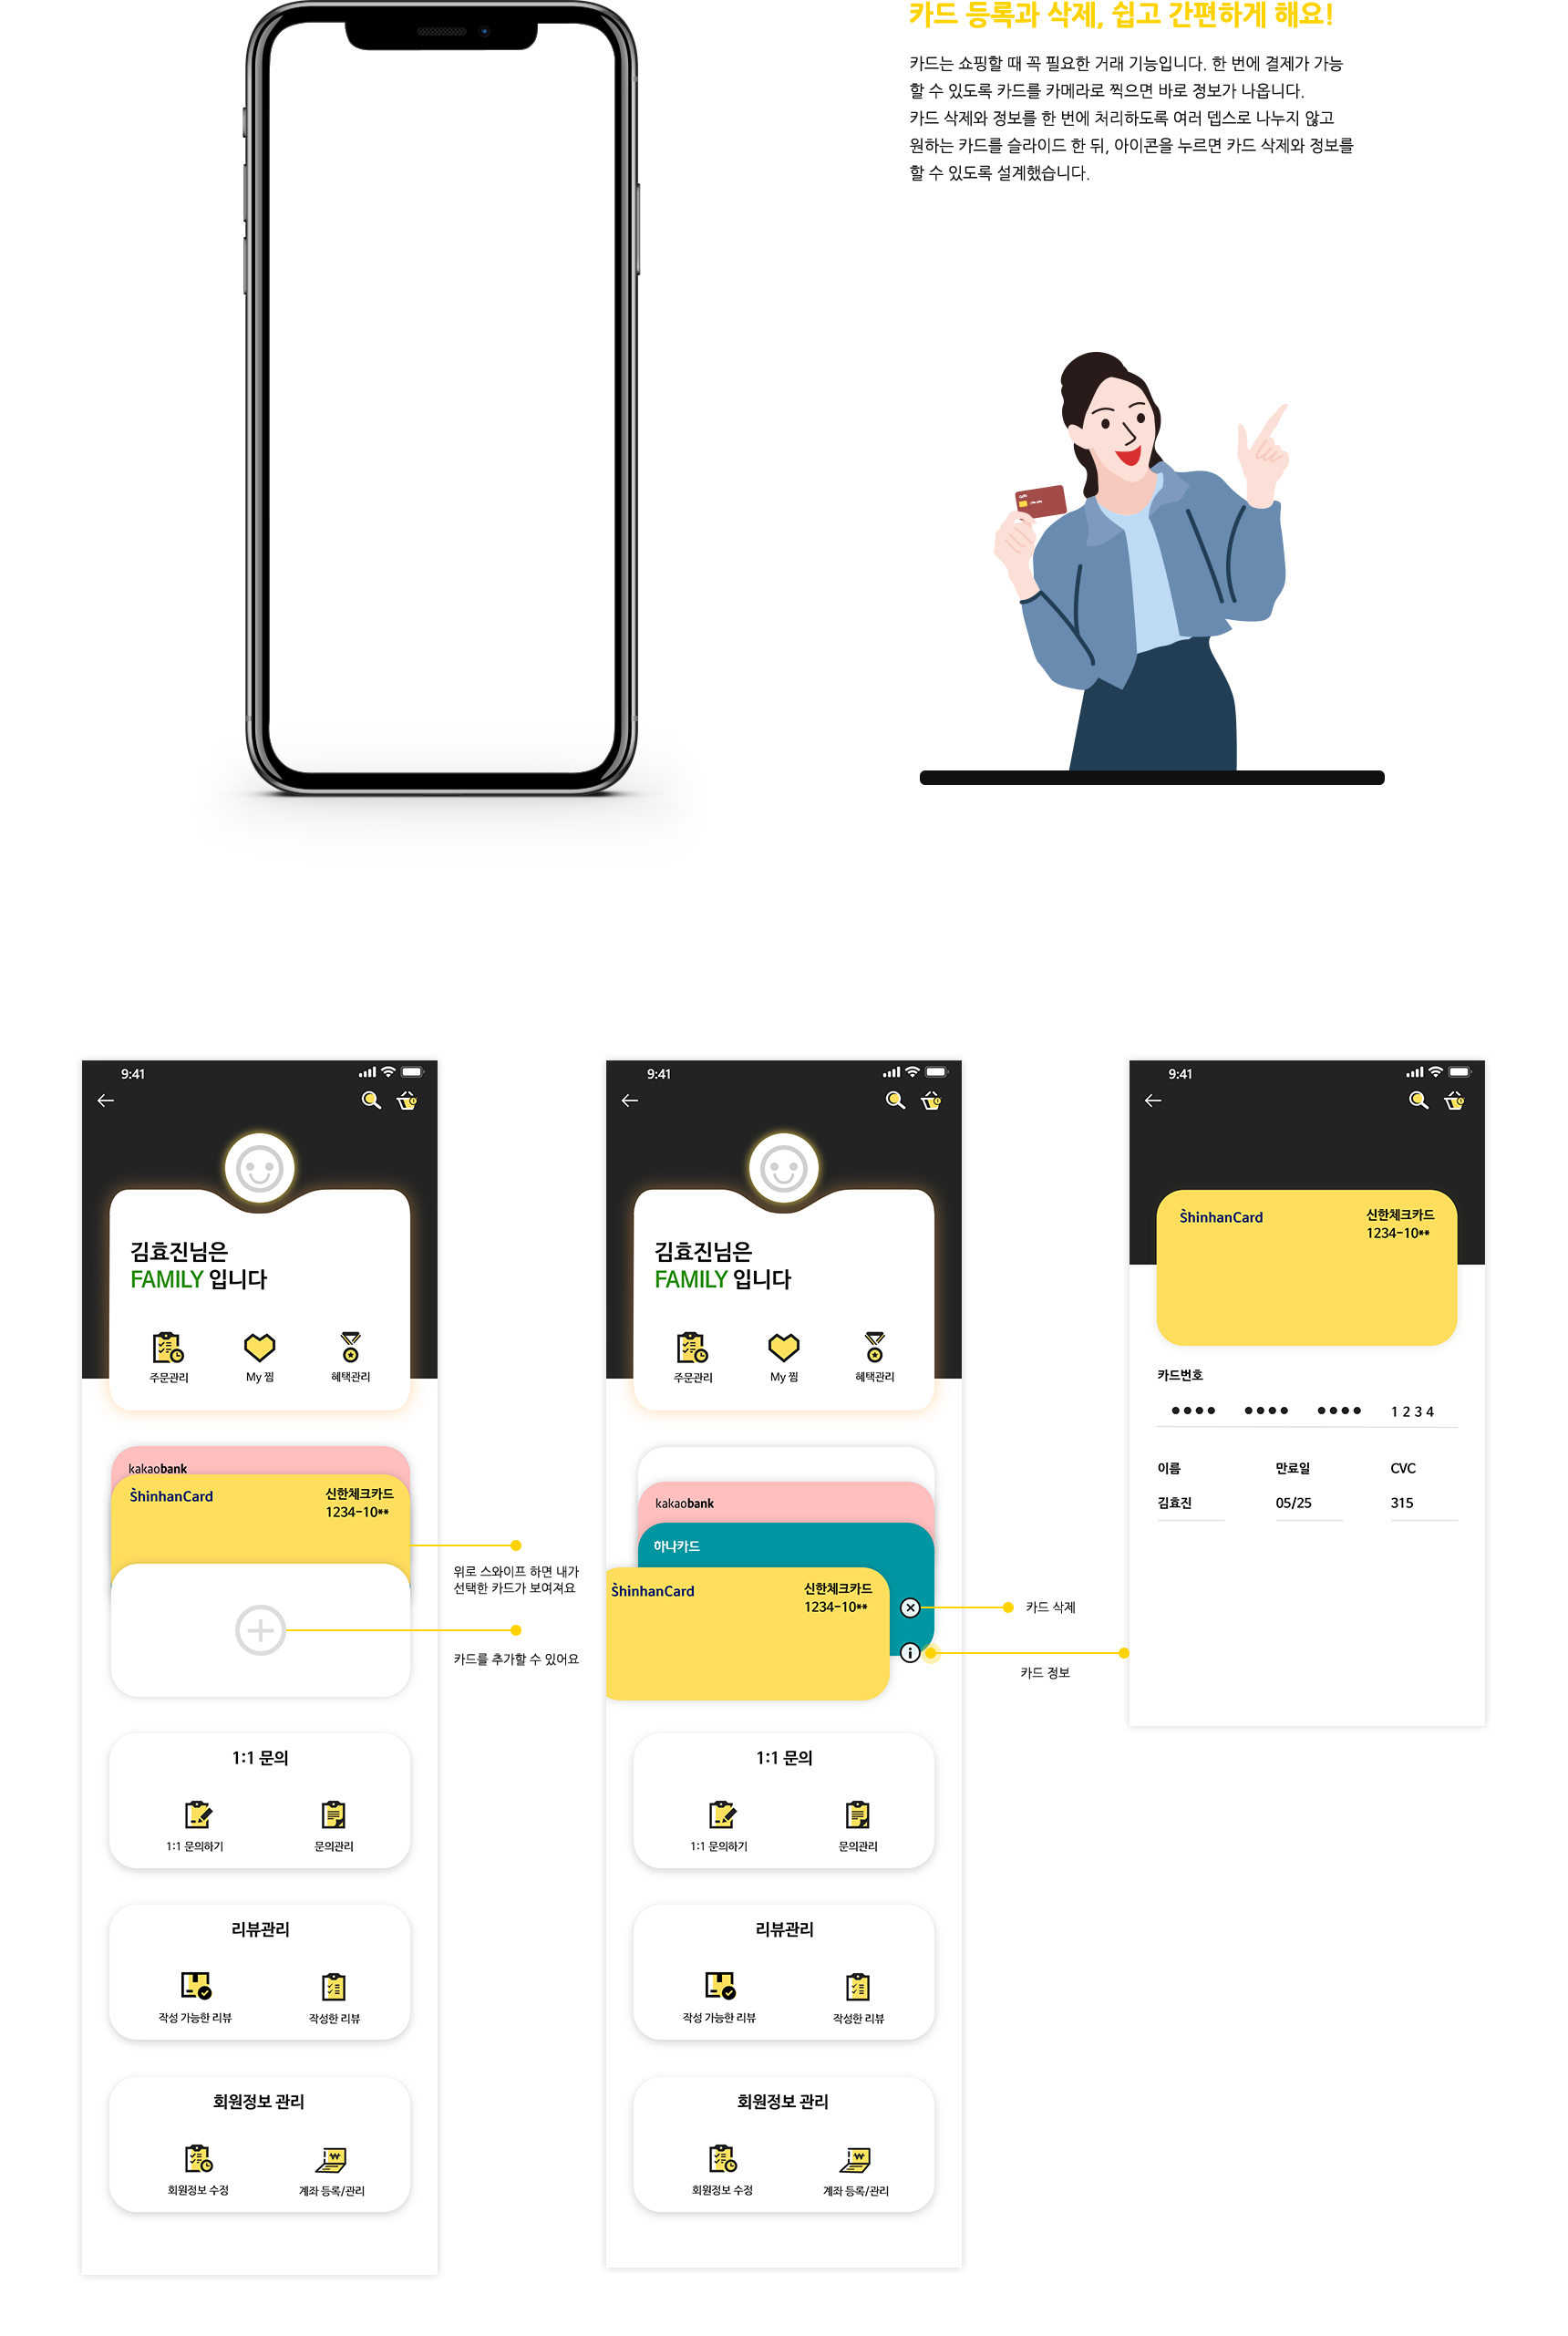 카드 등록과 삭제, 쉽고 간편하게 해요!
카드는 쇼핑할 때 꼭 필요한 거래 기능입니다. 한 번에 결제가 가능
할 수 있도록 카드를 카메라로 찍으면 바로 정보가 나옵니다.
카드 삭제와 정보를 한 번에 처리하도록 여러 뎁스로 나누지 않고
원하는 카드를 슬라이드 한 뒤, 아이콘을 누르면 카드 삭제와 정보를
할 수 있도록 설계했습니다.
9:41
김효진님은
FAMILY 입니다
주문관리
My 찜
혜택관리
kakaobank
ShinhanCard
신한체크카드
1234-10**
위로 스와이프 하면 내가
선택한 카드가 보여져요
카드를 추가할 수 있어요
1:1 문의
1:1 문의하기
문의관리
리뷰관리
작성 가능한 리뷰
작성한 리뷰
회원정보 관리
회원정보 수정
계좌 등록/관리
9:41
김효진님은
FAMILY 입니다
주문관리
My 찜
혜택관리
kakaobank
하나카드
ShinhanCard
신한체크카드
1234-10**
카드 삭제
카드 정보
1:1 문의
1:1 문의하기
문의관리
리뷰관리
작성 가능한 리뷰
작성한 리뷰
회원정보 관리
회원정보 수정
계좌 등록/관리
9:41
ShinhanCard
신한체크카드
1234-10**
카드번호
●●●● ●●●● ●●●● 1 2 3 4
이름 만료일 CVC
김효진 05/25 315